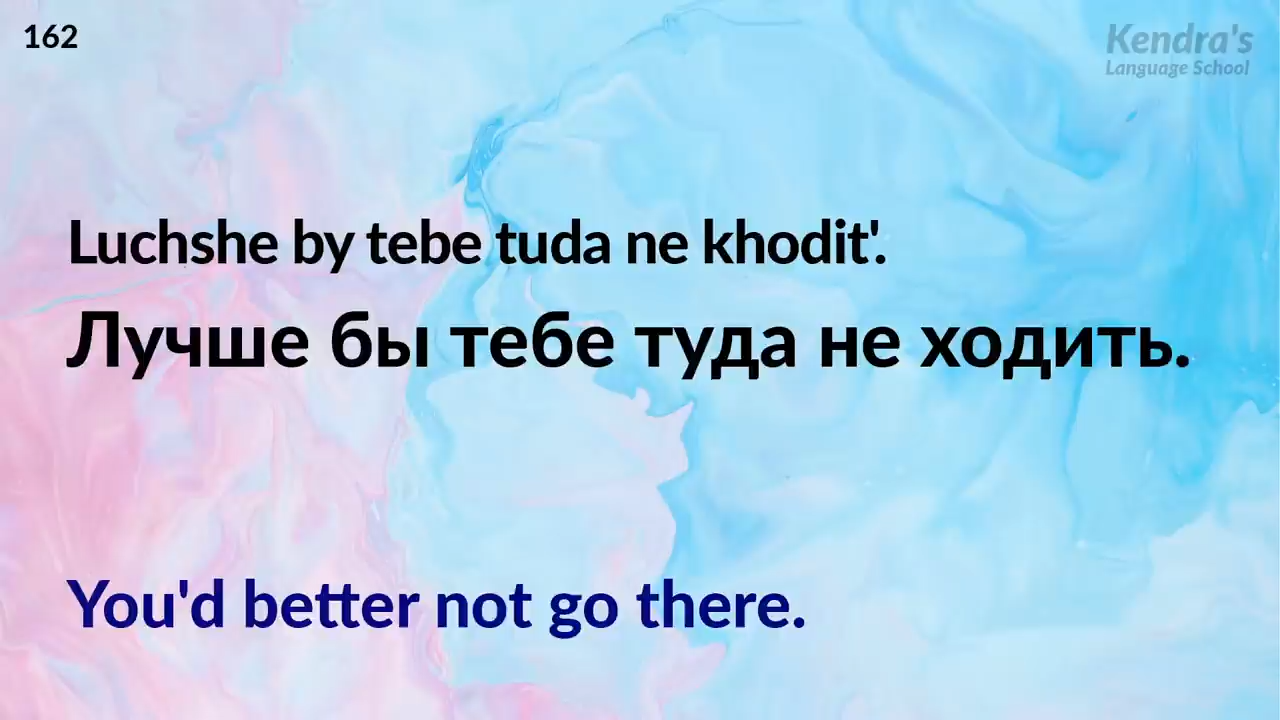 162
Kendra's
Language School
Luchshe by tebe tuda ne khodit'.
Лучше бы тебе туда не ходить.
You'd better not go there.